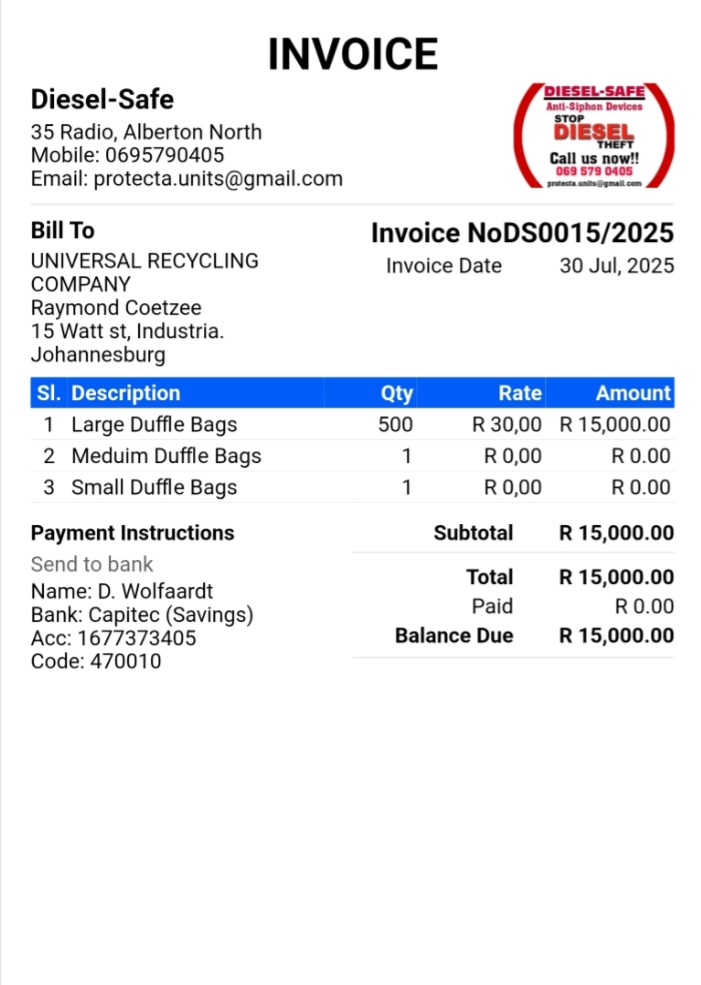 INVOICE
Diesel-Safe
35 Radio, Alberton North
Mobile: 0695790405
Email: protecta.units@gmail.com
DIESEL-SAFE
Anti-Siphon Devices
STOP
DIESEL
THEFT
Call us now!!
069 579 0405
protecta.units@gmail.com
Bill To
UNIVERSAL RECYCLING
COMPANY
Raymond Coetzee
15 Watt st, Industria.
Johannesburg
Invoice NoDS0015/2025
Invoice Date 30 Jul, 2025
Sl. Description Qty Rate Amount
1 Large Duffle Bags 500 R 30,00 R 15,000.00
2 Meduim Duffle Bags 1 R 0,00 R 0.00
3 Small Duffle Bags 1 R 0,00 R 0.00
Payment Instructions
Send to bank
Name: D. Wolfaardt
Bank: Capitec (Savings)
Acc: 1677373405
Code: 470010
Subtotal R 15,000.00
Total R 15,000.00
Paid R 0.00
Balance Due R 15,000.00